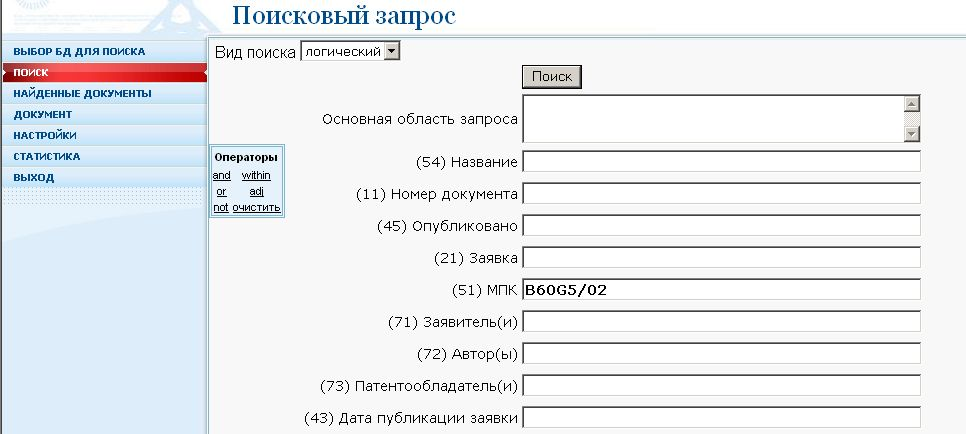 Поисковый запрос
ВЫБОР БД ДЛЯ ПОИСКА
ПОИСК
НАЙДЕННЫЕ ДОКУМЕНТЫ
ДОКУМЕНТ
НАСТРОЙКИ
СТАТИСТИКА
ВЫХОД
Операторы
and within
or adj
not очистить
Вид поиска логический
Поиск
Основная область запроса
(54) Название
(11) Номер документа
(45) Опубликовано
(21) Заявка
(51) МПК B60G5/02
(71) Заявитель(и)
(72) Автор(ы)
(73) Патентообладатель(и)
(43) Дата публикации заявки